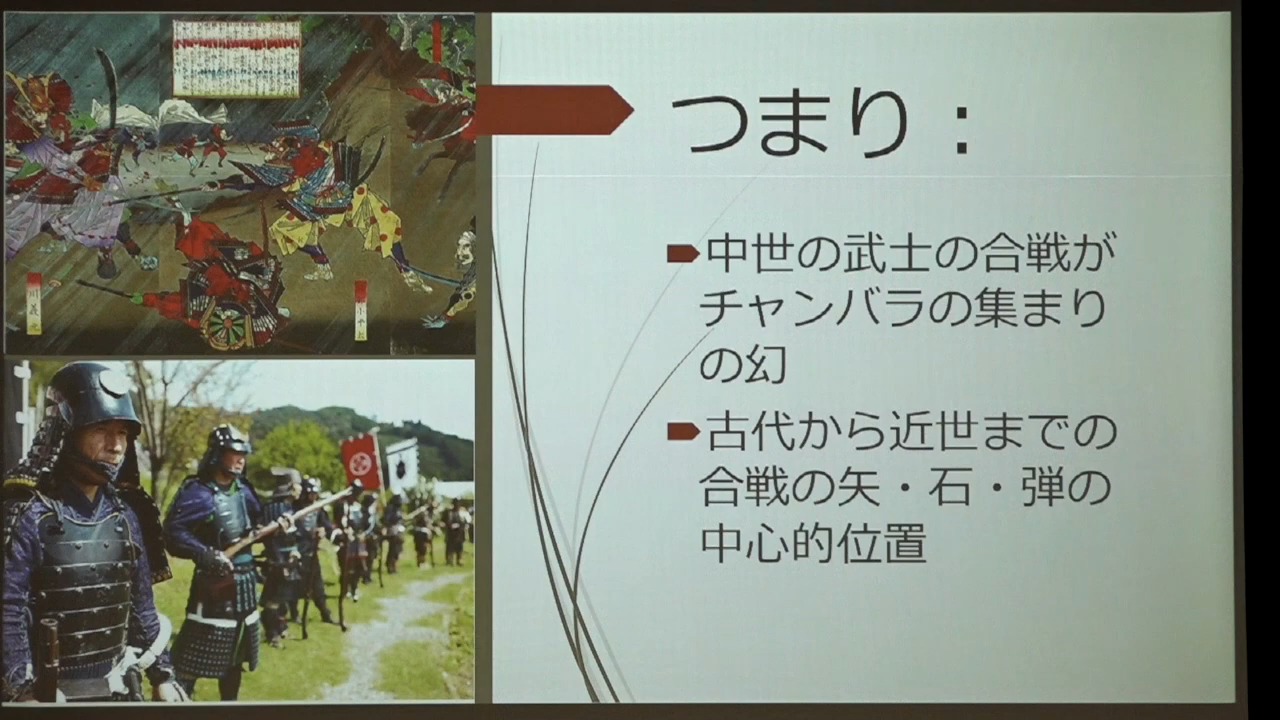 つまり：
中世の武士の合戦が
チャンバラの集まり
の幻
古代から近世までの
合戦の矢・石・弾の
中心的位置